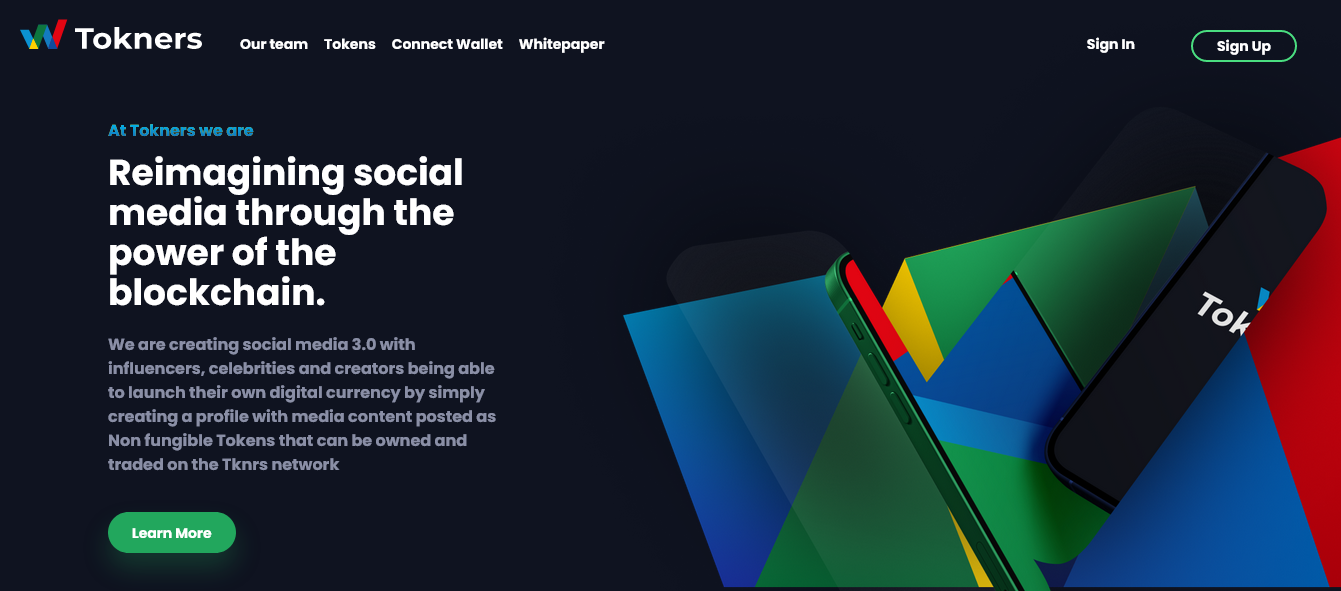 Tokners
Our team Tokens Connect Wallet Whitepaper
Sign In
Sign Up
At Tokners we are
Reimagining social
media through the
power of the
blockchain.
We are creating social media 3.0 with
influencers, celebrities and creators being able
to launch their own digital currency by simply
creating a profile with media content posted as
Non fungible Tokens that can be owned and
traded on the Tknrs network
Learn More
Tok